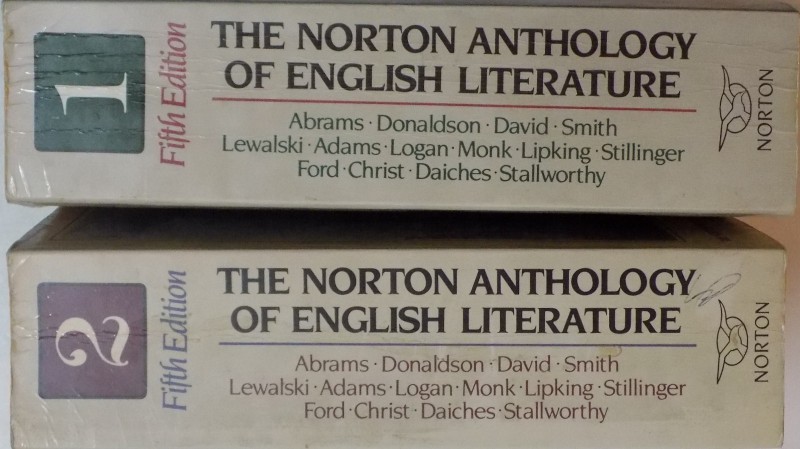 1
Fifth Edition
THE NORTON ANTHOLOGY
OF ENGLISH LITERATURE
Abrams · Donaldson · David · Smith
Lewalski · Adams · Logan · Monk · Lipking · Stillinger
Ford · Christ · Daiches · Stallworthy
NORTON
2
Fifth Edition
THE NORTON ANTHOLOGY
OF ENGLISH LITERATURE
Abrams · Donaldson · David · Smith
Lewalski · Adams · Logan · Monk · Lipking · Stillinger
Ford · Christ · Daiches · Stallworthy
NORTON